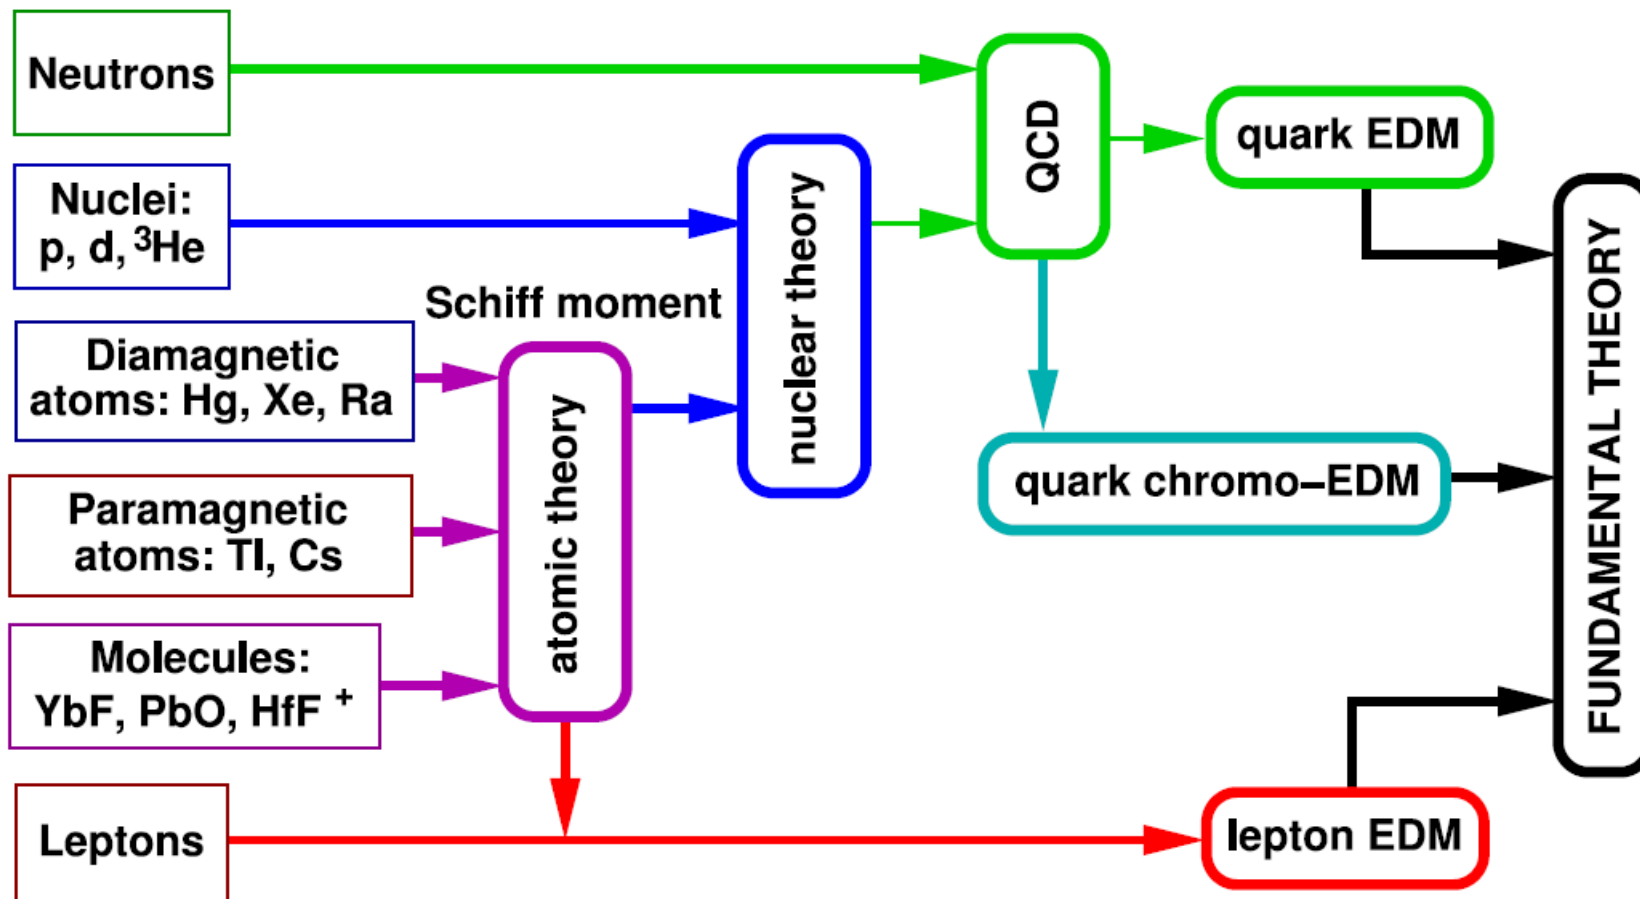 Neutrons
Nuclei:
p, d, ³He
Schiff moment
Diamagnetic
atoms: Hg, Xe, Ra
Paramagnetic
atoms: Tl, Cs
Molecules:
YbF, PbO, HfF +
Leptons
atomic theory
nuclear theory
QCD
quark EDM
quark chromo–EDM
lepton EDM
FUNDAMENTAL THEORY